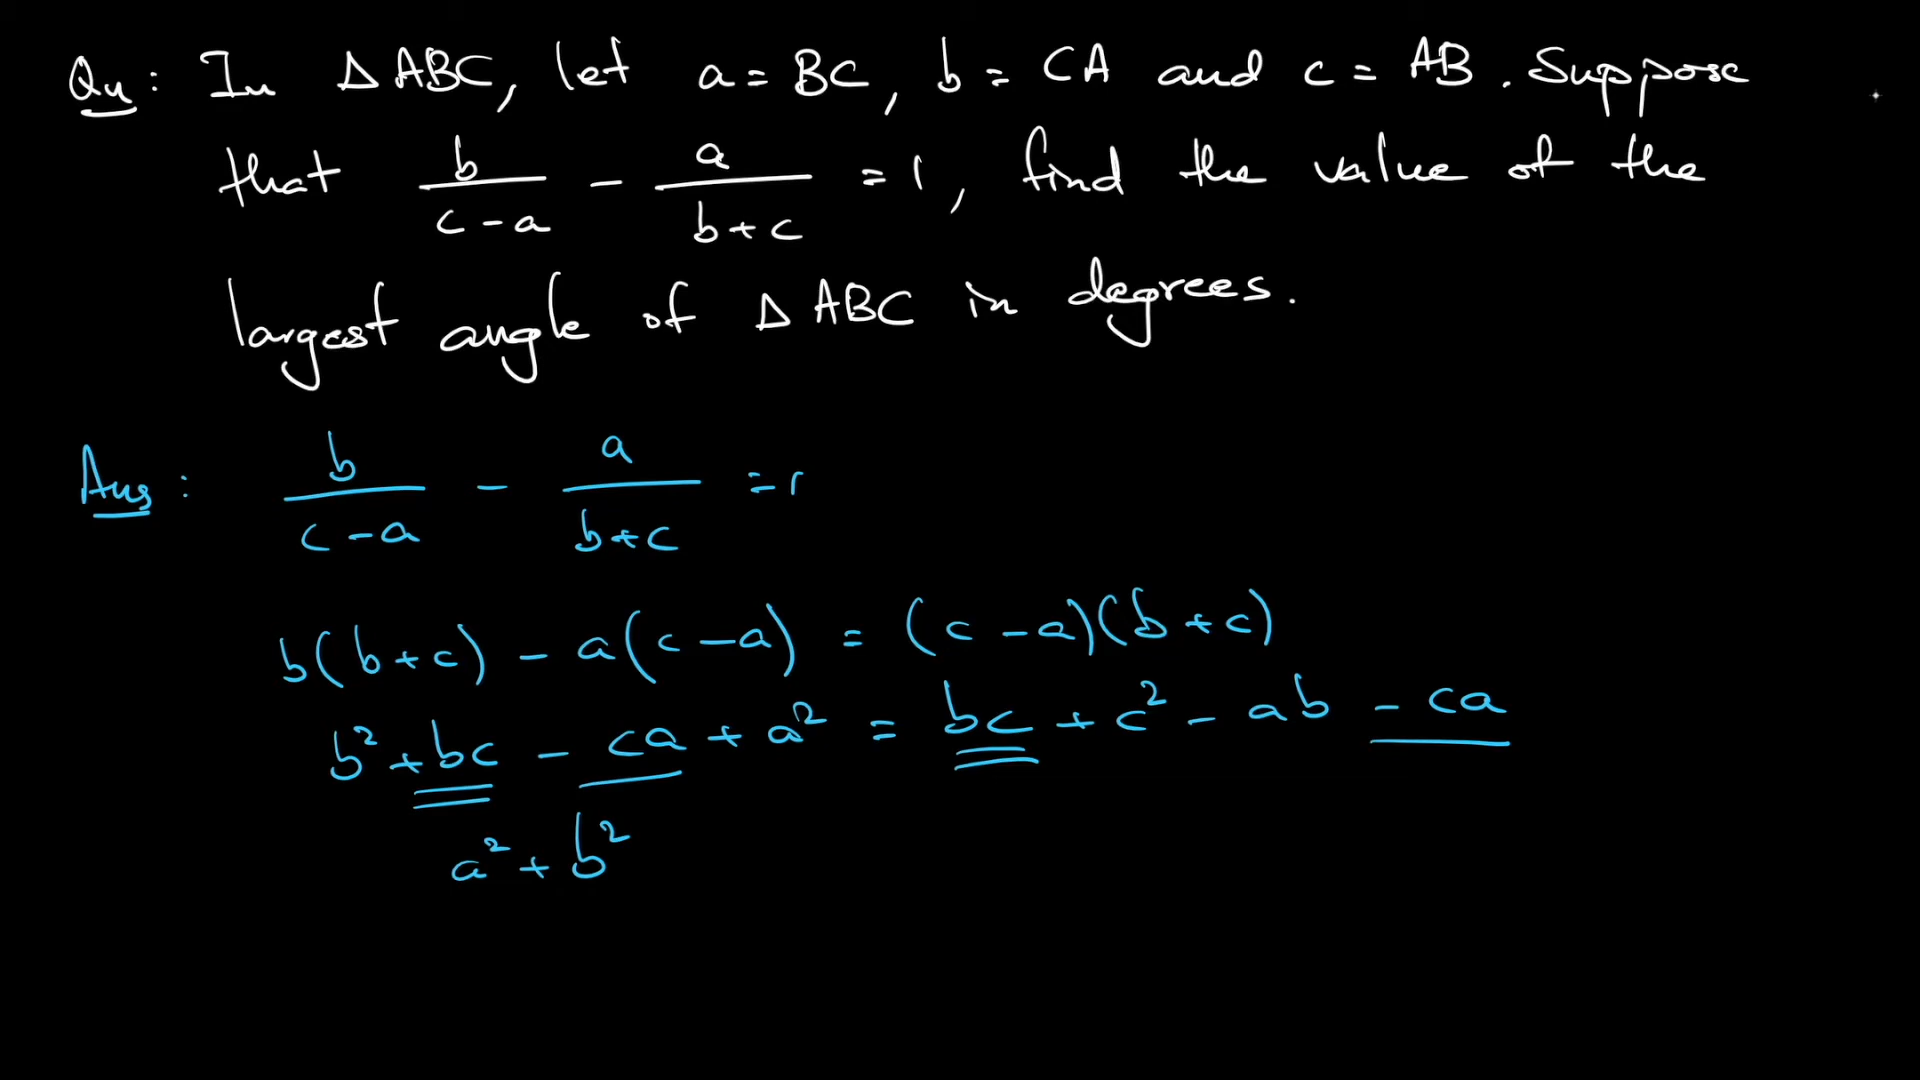 Qu: In ΔABC, let a = BC, b = CA and c = AB. Suppose
that b/(c-a) - a/(b+c) = 1, find the value of the
largest angle of ΔABC in degrees.
Ans: b/(c-a) - a/(b+c) = 1
b(b+c) - a(c-a) = (c-a)(b+c)
b² + bc - ca + a² = bc + c² - ab - ca
a² + b²